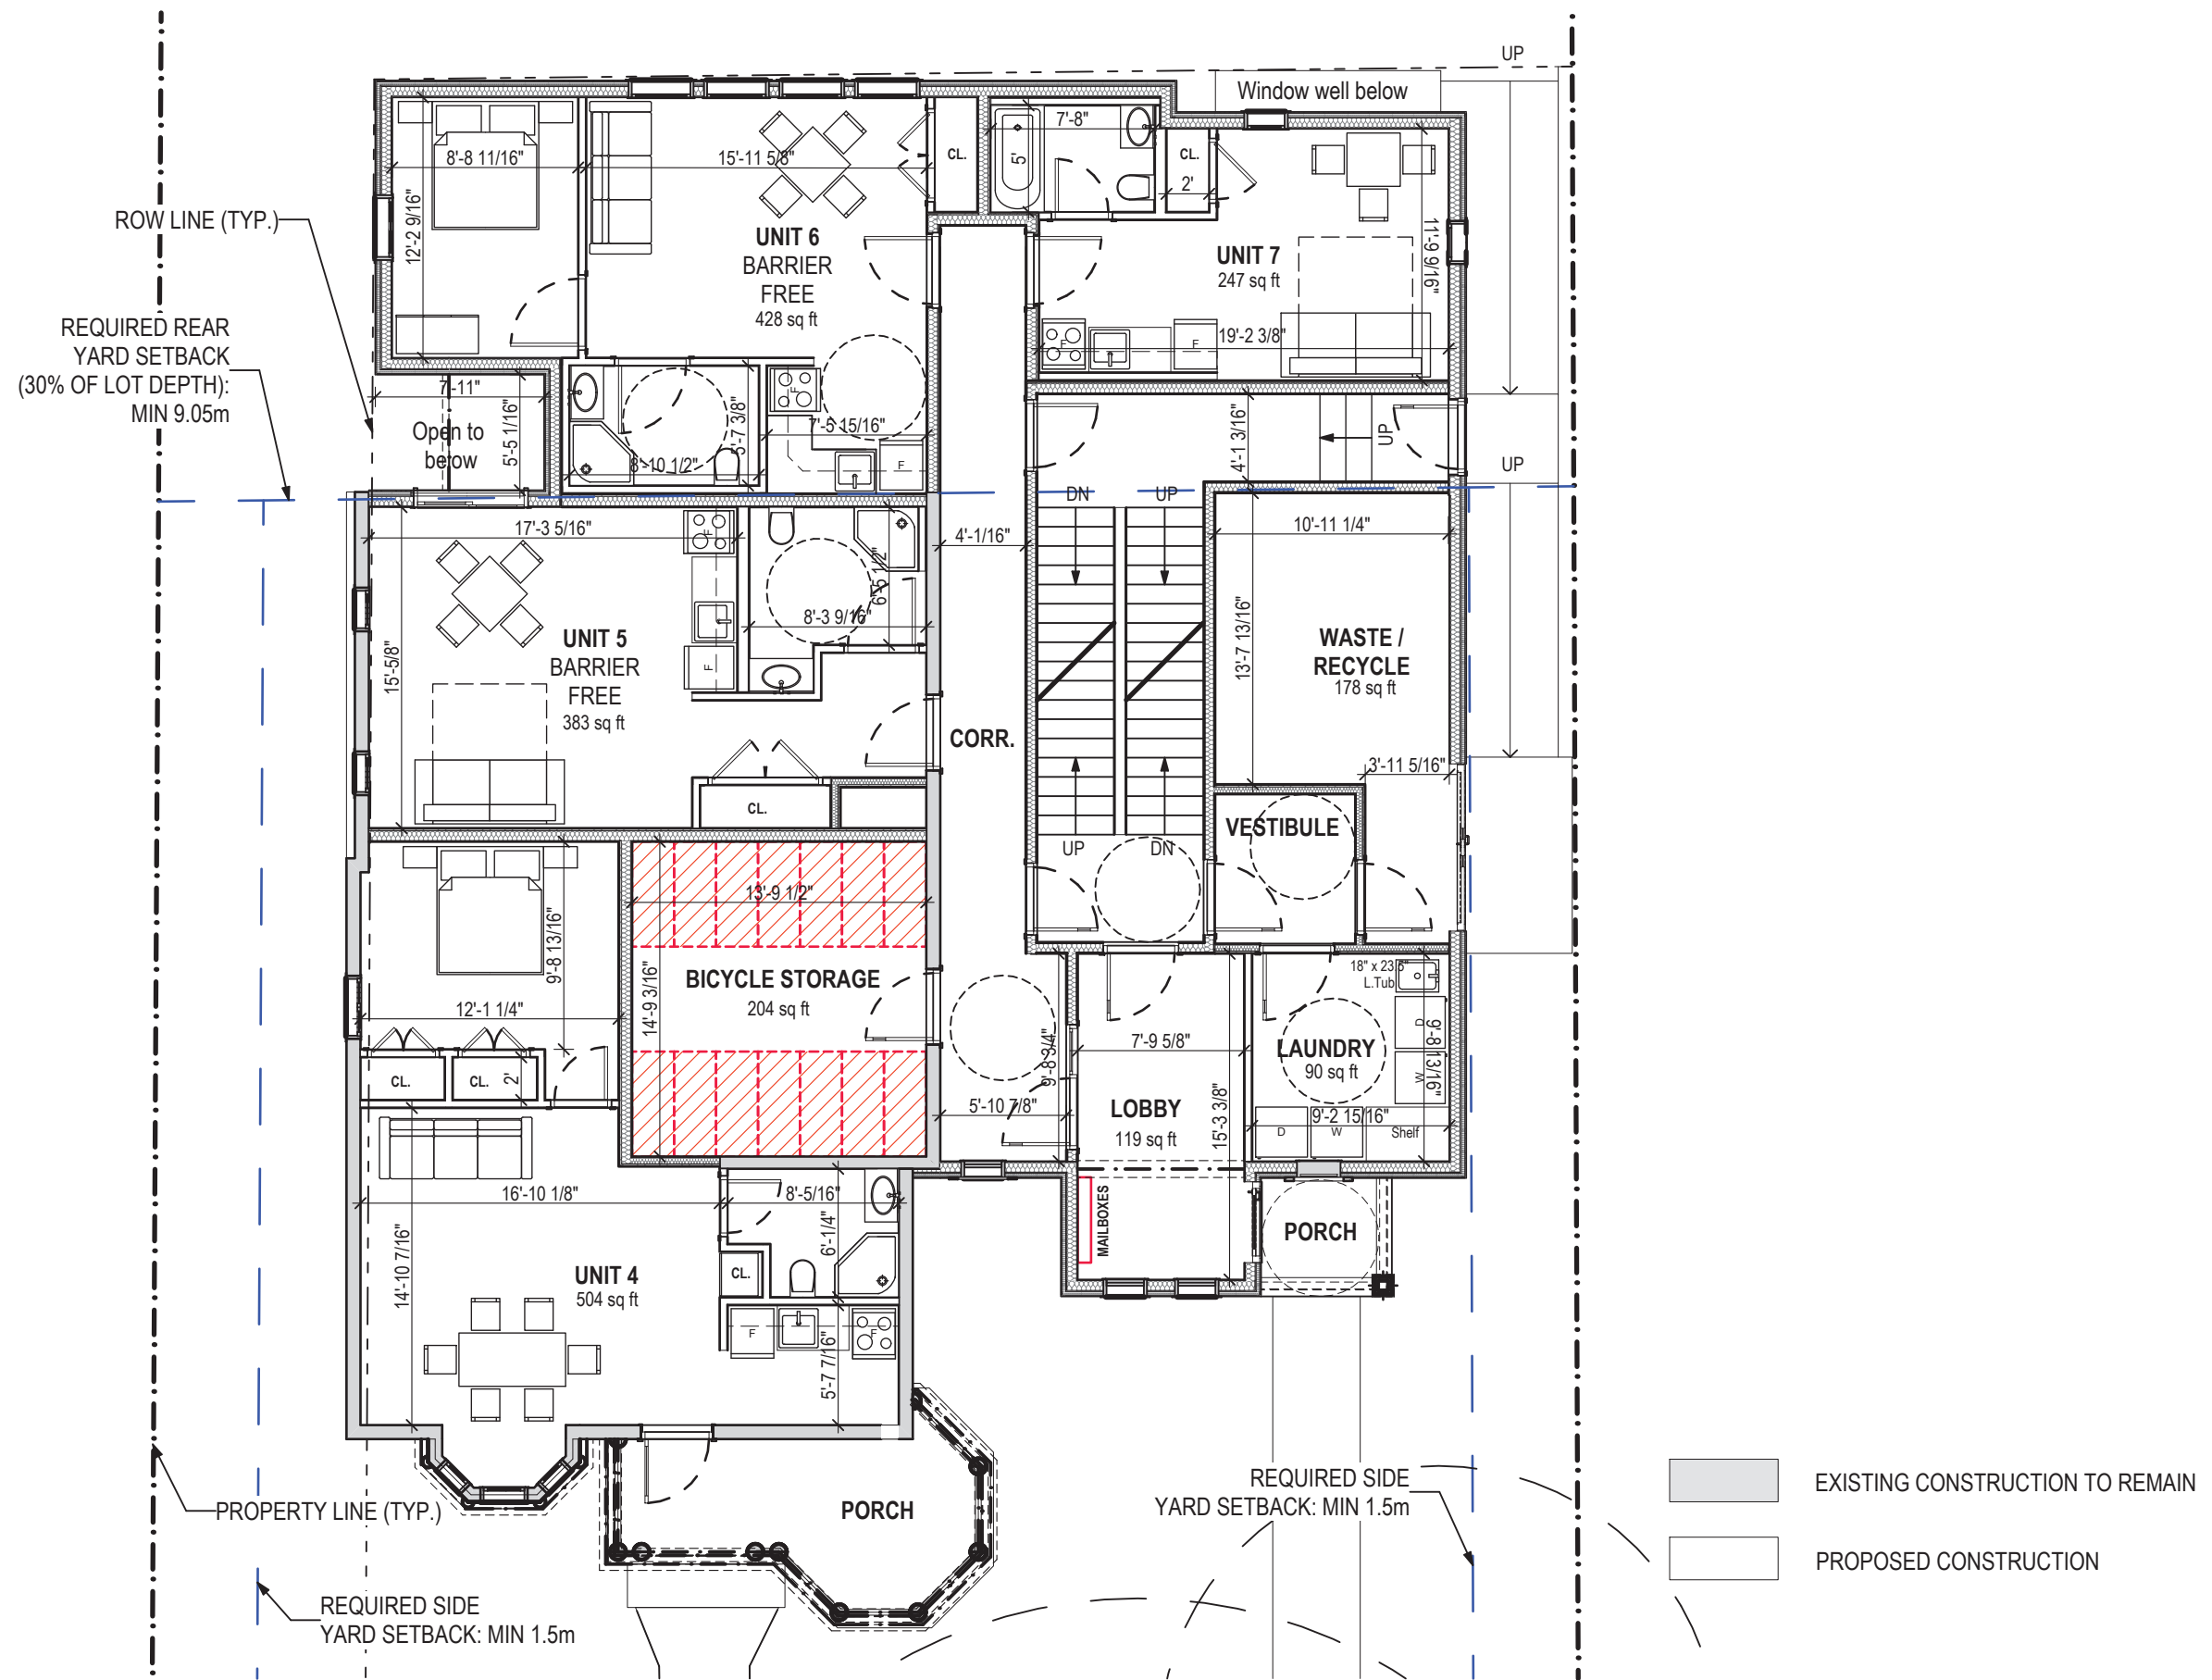 UP
Window well below
7'-8"
8'-8 11/16"
15'-11 5/8"
CL.
5'
CL.
2'
12'-2 9/16"
ROW LINE (TYP.)
UNIT 6
BARRIER
FREE
428 sq ft
UNIT 7
247 sq ft
11'-9 9/16"
REQUIRED REAR
YARD SETBACK
(30% OF LOT DEPTH):
MIN 9.05m
F
19'-2 3/8"
F
7'-11"
Open to
below
5'-5 1/16"
F
5'-7 3/8"
7'-5 15/16"
8'-10 1/2"
F
4'-1 3/16"
UP
UP
DN
UP
17'-3 5/16"
F
4'-1/16"
10'-11 1/4"
6'-5 1/2"
8'-3 9/16"
15'-5/8"
UNIT 5
BARRIER
FREE
383 sq ft
F
13'-7 13/16"
WASTE /
RECYCLE
178 sq ft
CORR.
3'-11 5/16"
CL.
VESTIBULE
UP
DN
13'-9 1/2"
9'-8 13/16"
BICYCLE STORAGE
204 sq ft
14'-9 3/16"
18" x 23.5"
L.Tub
12'-1 1/4"
D
9'-8 13/16"
7'-9 5/8"
9'-8 3/4"
LAUNDRY
90 sq ft
W
CL.
CL.
2'
5'-10 7/8"
LOBBY
119 sq ft
15'-3 3/8"
9'-2 15/16"
D
W
Shelf
16'-10 1/8"
8'-5/16"
MAILBOXES
PORCH
6'-1/4"
14'-10 7/16"
UNIT 4
504 sq ft
CL.
F
F
5'-7 7/16"
REQUIRED SIDE
YARD SETBACK: MIN 1.5m
EXISTING CONSTRUCTION TO REMAIN
PROPERTY LINE (TYP.)
PORCH
PROPOSED CONSTRUCTION
REQUIRED SIDE
YARD SETBACK: MIN 1.5m